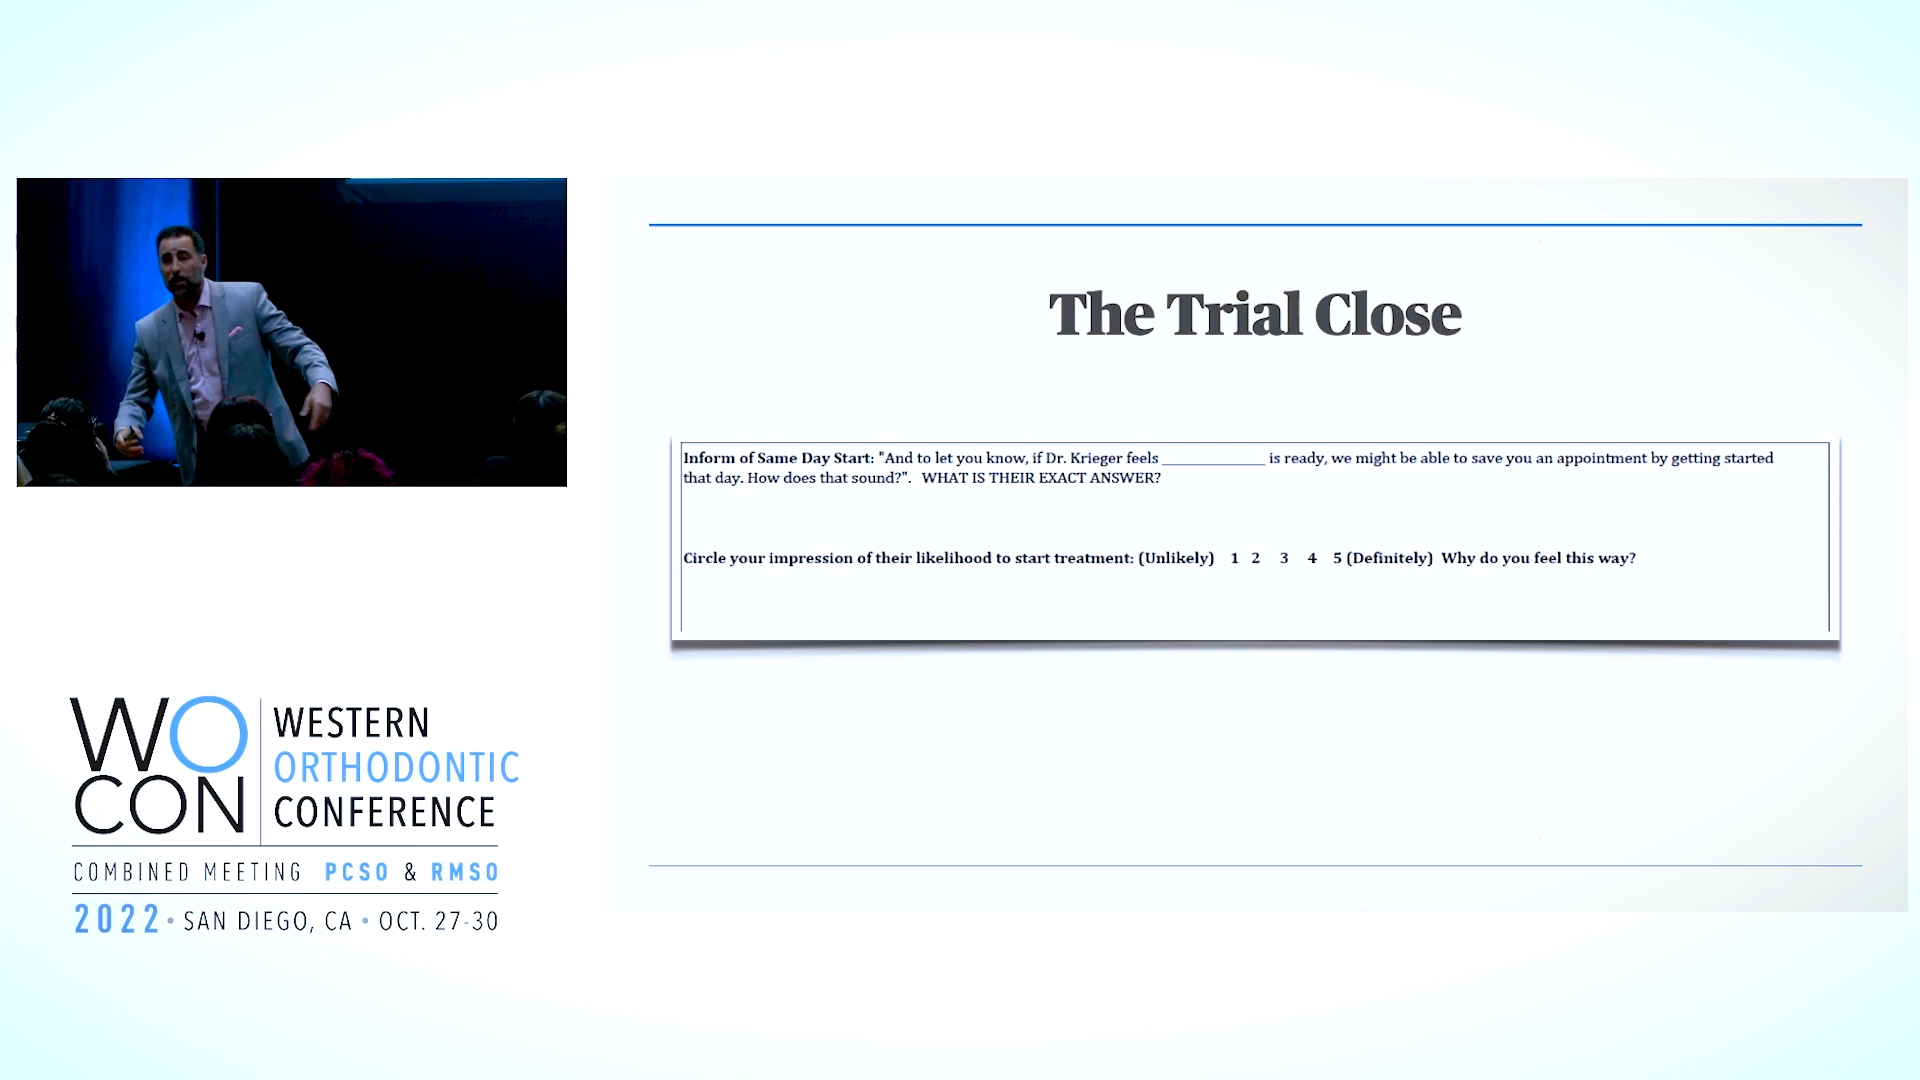 The Trial Close
Inform of Same Day Start: "And to let you know, if Dr. Krieger feels _____________ is ready, we might be able to save you an appointment by getting started
that day. How does that sound?". WHAT IS THEIR EXACT ANSWER?
Circle your impression of their likelihood to start treatment: (Unlikely) 1 2 3 4 5 (Definitely) Why do you feel this way?
WO
CON
WESTERN
ORTHODONTIC
CONFERENCE
COMBINED MEETING PCSO & RMSO
2022 • SAN DIEGO, CA • OCT. 27-30